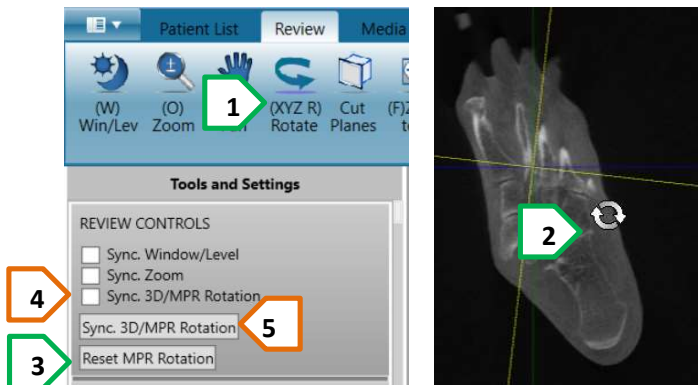 Patient List Review Media
(W) Win/Lev
(O) Zoom
1
(XYZ R) Rotate
Cut Planes
Tools and Settings
REVIEW CONTROLS
Sync. Window/Level
Sync. Zoom
4
Sync. 3D/MPR Rotation
Sync. 3D/MPR Rotation
5
3
Reset MPR Rotation
2